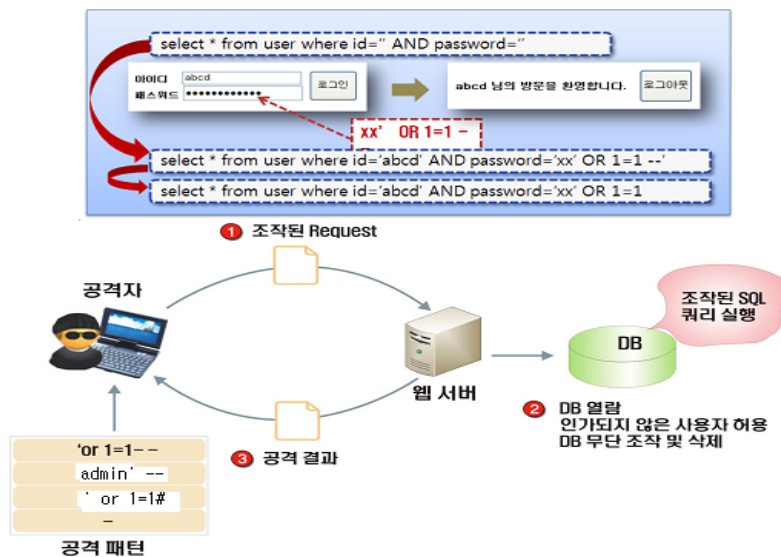 select * from user where id='' AND password=''
아이디 abcd 로그인
패스워드 ••••••••••••
abcd 님의 방문을 환영합니다. 로그아웃
xx' OR 1=1 –
select * from user where id='abcd' AND password='xx' OR 1=1 --'
select * from user where id='abcd' AND password='xx' OR 1=1
1 조작된 Request
공격자
조작된 SQL
쿼리 실행
DB
웹 서버
2 DB 열람
인가되지 않은 사용자 허용
DB 무단 조작 및 삭제
3 공격 결과
'or 1=1- -
admin' --
' or 1=1#
–
공격 패턴